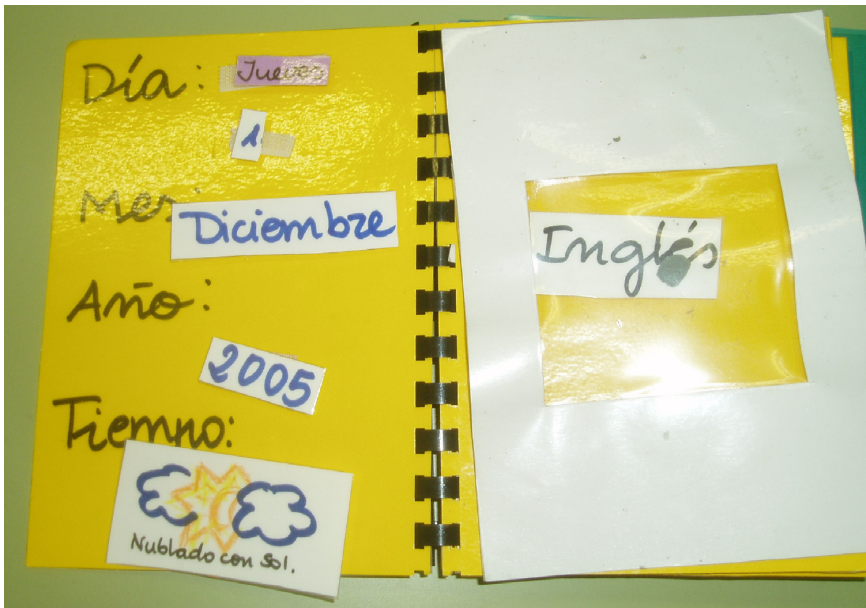 Día: Jueves
1
Mes:
Diciembre
Año:
2005
Tiempo:
Nublado con Sol.
Inglés